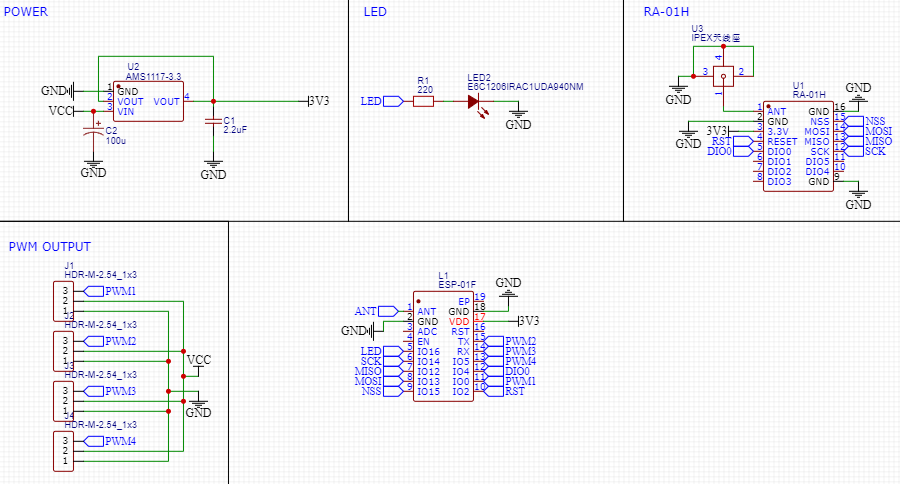 POWER
U2
AMS1117-3.3
GND
1 GND
2 VOUT VOUT 4
3 VIN
VCC
3V3
C2
100u
C1
2.2uF
GND
GND
LED
LED
R1
220
LED2
E6C1206IRAC1UDA940NM
GND
RA-01H
U3
IPEX天线座
4
3 2
1
GND
U1
RA-01H
GND
GND
3V3
RST
DIO0
1 ANT GND 16
2 GND NSS 15 NSS
3 3.3V MOSI 14 MOSI
4 RESET MISO 13 MISO
5 DIO0 SCK 12 SCK
6 DIO1 DIO5 11
7 DIO2 DIO4 10
8 DIO3 GND 9
GND
PWM OUTPUT
J1
HDR-M-2.54_1x3
3 PWM1
2
1
J2
HDR-M-2.54_1x3
3 PWM2
2
1
J3
HDR-M-2.54_1x3
3 PWM3
2
1
J4
HDR-M-2.54_1x3
3 PWM4
2
1
VCC
GND
L1
ESP-01F
GND
EP 19
ANT 1 ANT GND 18
GND 2 GND VDD 17 3V3
3 ADC RST 16
4 EN TX 15 PWM2
LED 5 IO16 RX 14 PWM3
SCK 6 IO14 IO5 13 PWM4
MISO 7 IO12 IO4 12 DIO0
MOSI 8 IO13 IO0 11 PWM1
NSS 9 IO15 IO2 10 RST